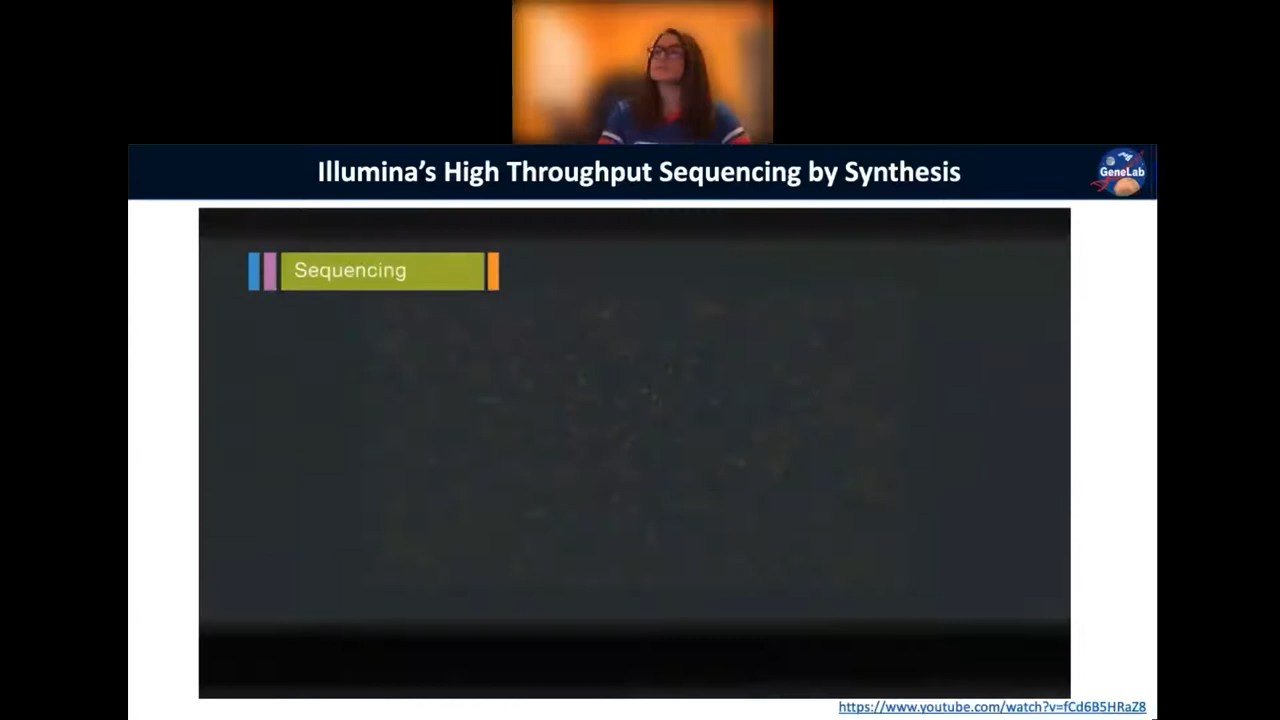 Illumina's High Throughput Sequencing by Synthesis
GeneLab
Sequencing
https://www.youtube.com/watch?v=fCd6B5HRaZ8